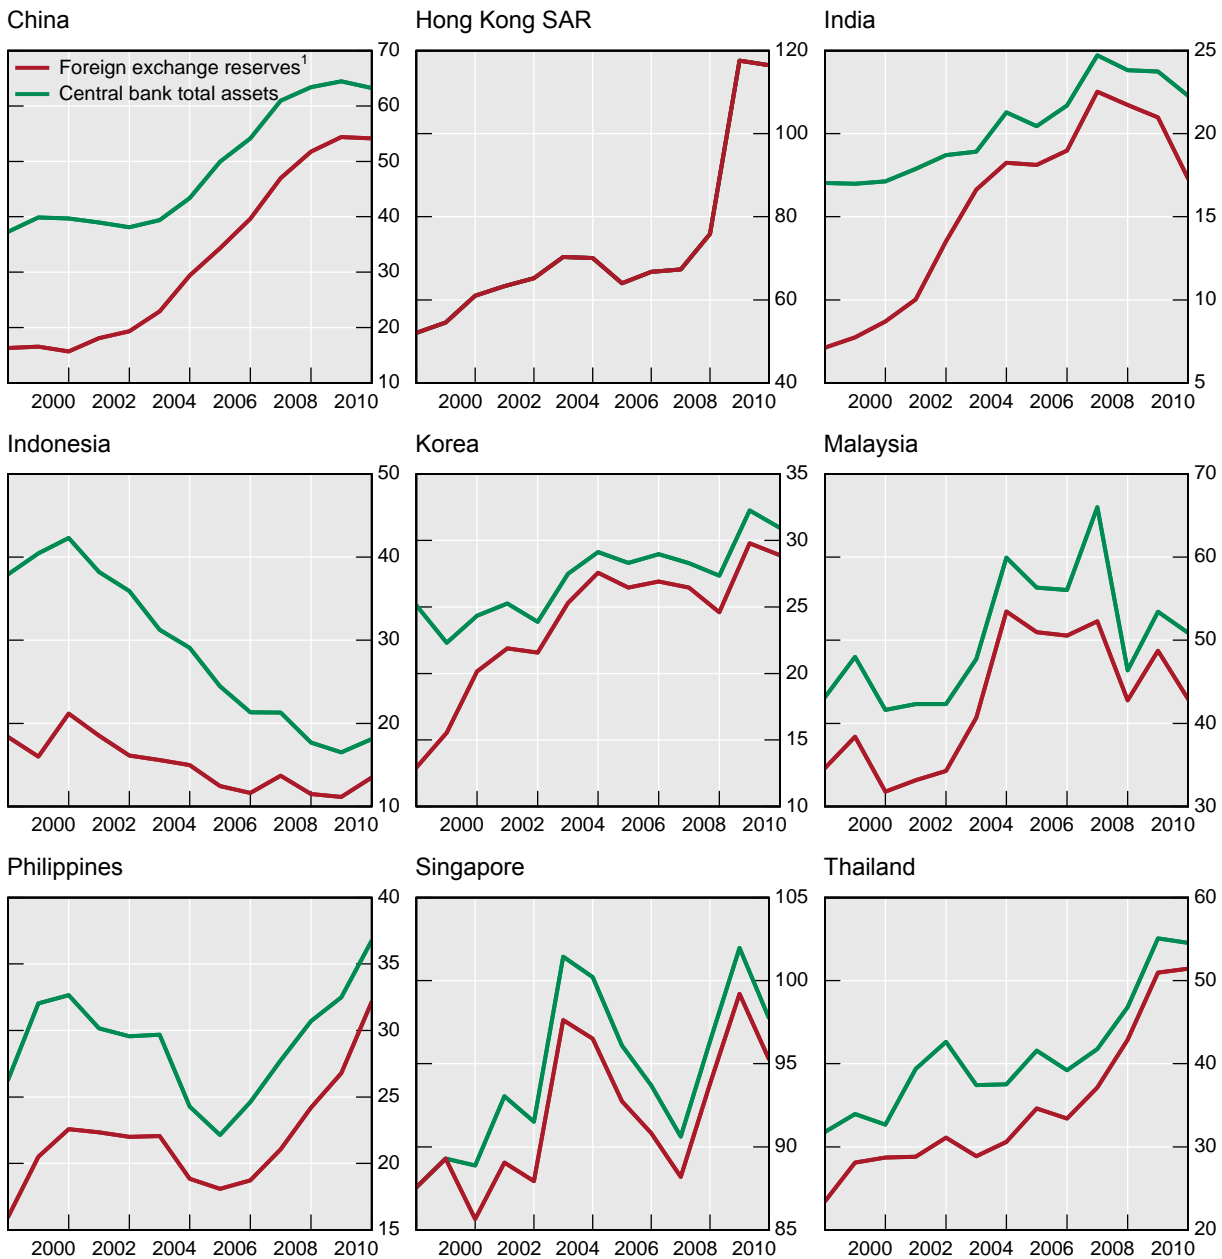 China
Hong Kong SAR
India
Foreign exchange reserves1
Central bank total assets
70
60
50
40
30
20
10
120
100
80
60
40
25
20
15
10
5
2000 2002 2004 2006 2008 2010
2000 2002 2004 2006 2008 2010
2000 2002 2004 2006 2008 2010
Indonesia
Korea
Malaysia
50
40
30
20
10
35
30
25
20
15
10
70
60
50
40
30
2000 2002 2004 2006 2008 2010
2000 2002 2004 2006 2008 2010
2000 2002 2004 2006 2008 2010
Philippines
Singapore
Thailand
40
35
30
25
20
15
105
100
95
90
85
60
50
40
30
20
2000 2002 2004 2006 2008 2010
2000 2002 2004 2006 2008 2010
2000 2002 2004 2006 2008 2010